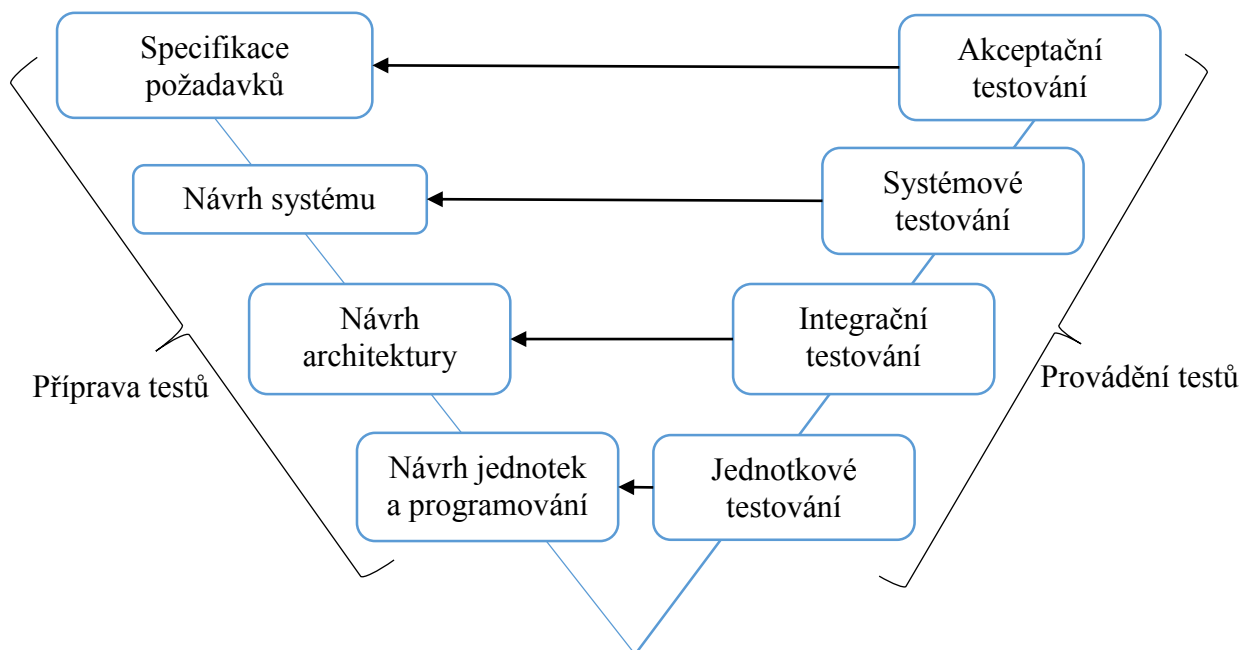 Specifikace
požadavků
Akceptační
testování
Návrh systému
Systémové
testování
Návrh
architektury
Integrační
testování
Příprava testů
Provádění testů
Návrh jednotek
a programování
Jednotkové
testování